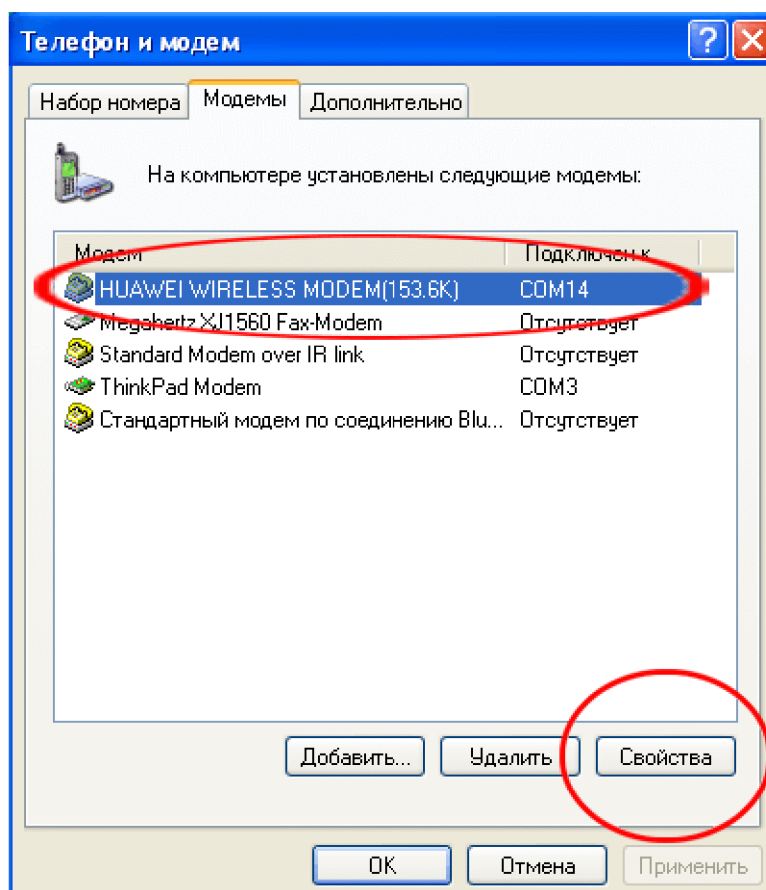 Телефон и модем
Набор номера Модемы Дополнительно
На компьютере установлены следующие модемы:
Модем Подключен к
HUAWEI WIRELESS MODEM(153.6K) COM14
Megahertz XJ1560 Fax-Modem Отсутствует
Standard Modem over IR link Отсутствует
ThinkPad Modem COM3
Стандартный модем по соединению Blu... Отсутствует
Добавить... Удалить Свойства
OK Отмена Применить